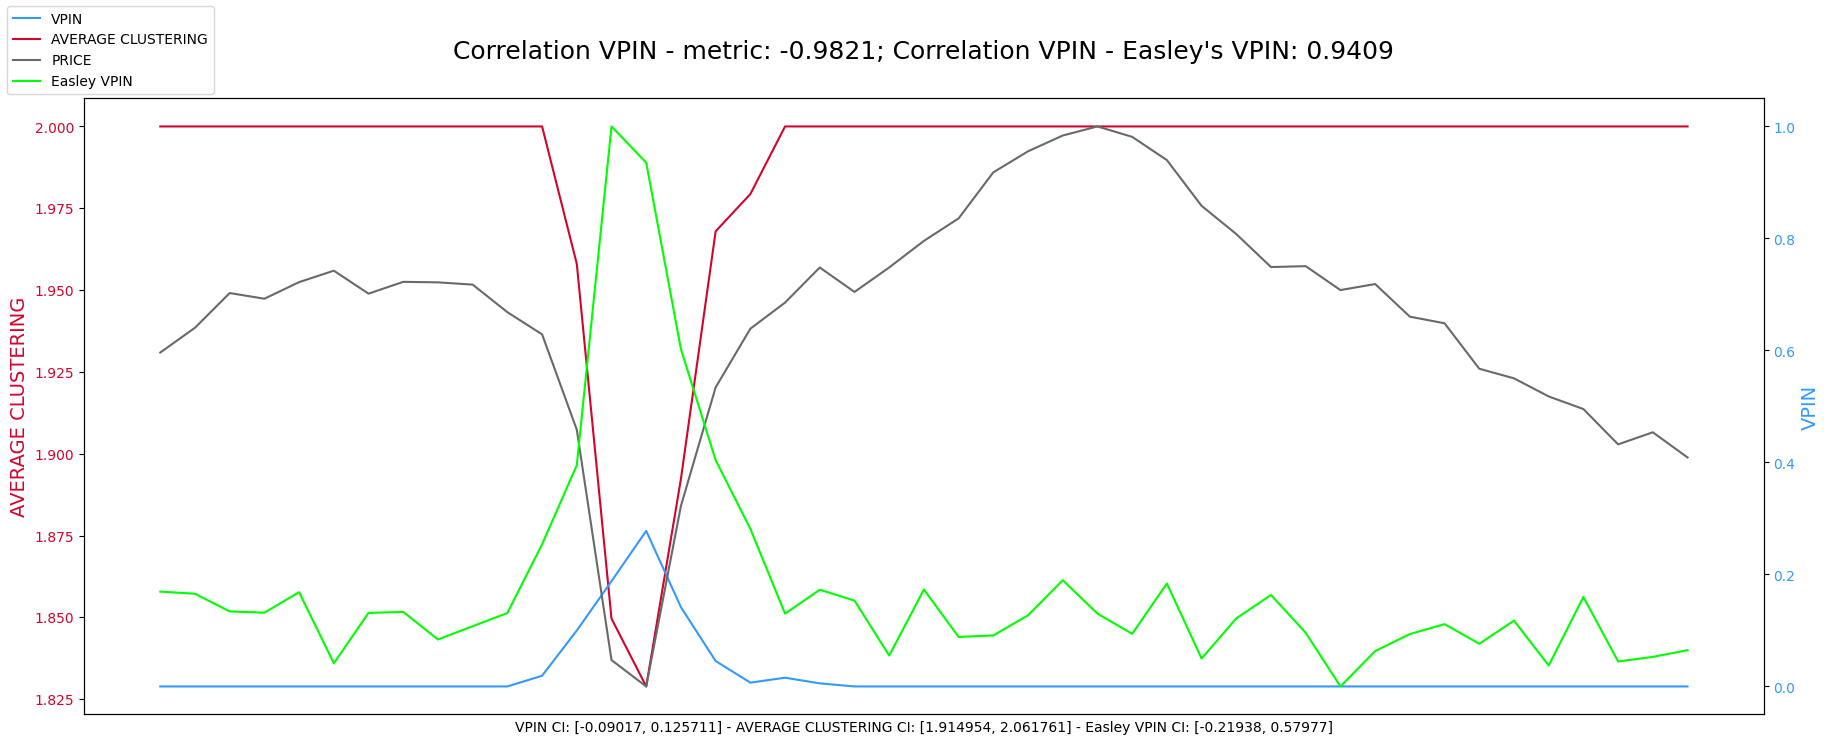 VPIN
AVERAGE CLUSTERING
PRICE
Easley VPIN
Correlation VPIN - metric: -0.9821; Correlation VPIN - Easley's VPIN: 0.9409
AVERAGE CLUSTERING
2.000
1.975
1.950
1.925
1.900
1.875
1.850
1.825
1.0
0.8
0.6
0.4
0.2
0.0
VPIN
VPIN CI: [-0.09017, 0.125711] - AVERAGE CLUSTERING CI: [1.914954, 2.061761] - Easley VPIN CI: [-0.21938, 0.57977]